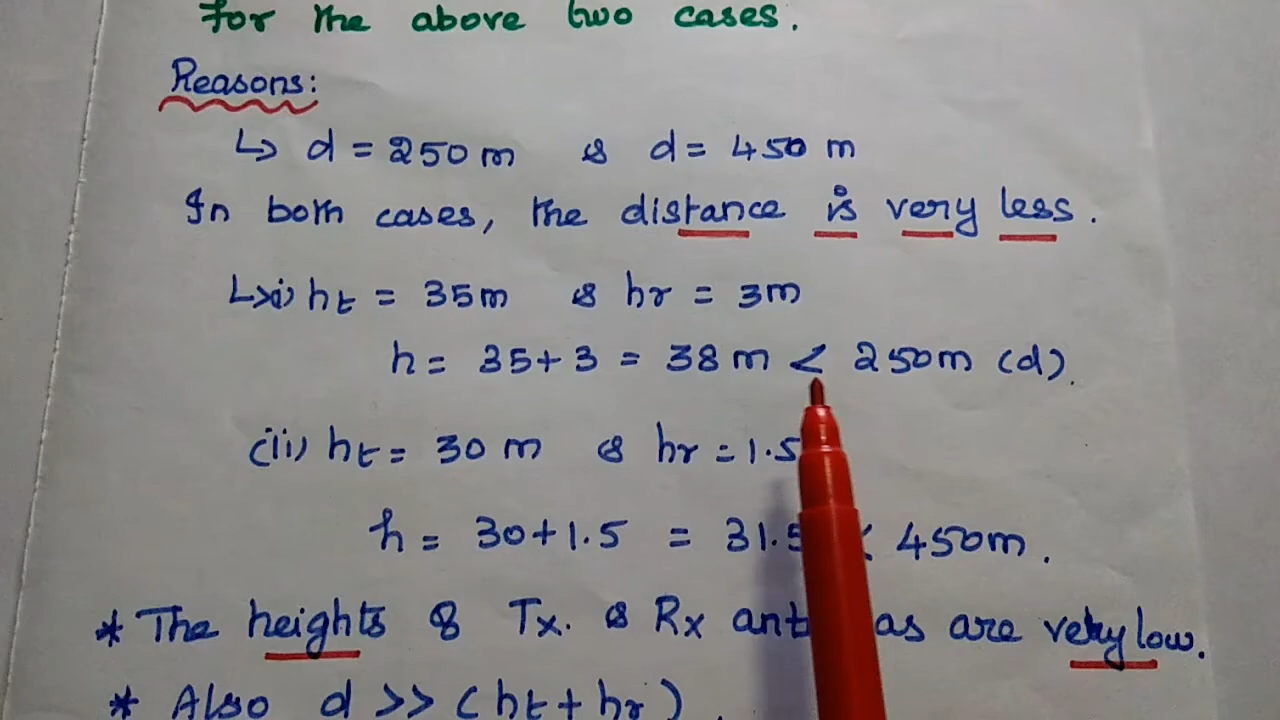 for the above two cases.
Reasons:
↳ d = 250 m & d = 450 m
In both cases, the distance is very less.
↳ i) ht = 35m & hr = 3m
h = 35+3 = 38 m < 250m (d).
(ii) ht = 30 m & hr = 1.5
h = 30+1.5 = 31.5 < 450m.
* The heights of Tx. & Rx ant as are very low.
* Also d >> (ht + hr).